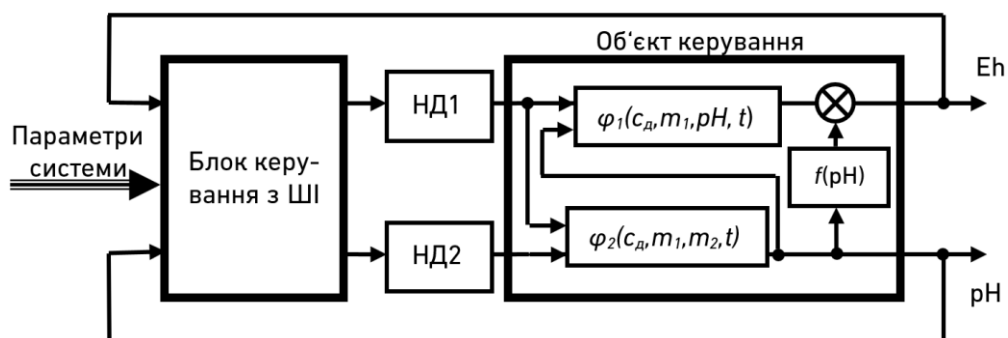 Об‘єкт керування
Eh
НД1
φ₁(cд,m₁,pH, t)
Параметри
системи
Блок керу-
вання з ШІ
f(pH)
НД2
φ₂(cд,m₁,m₂,t)
pH